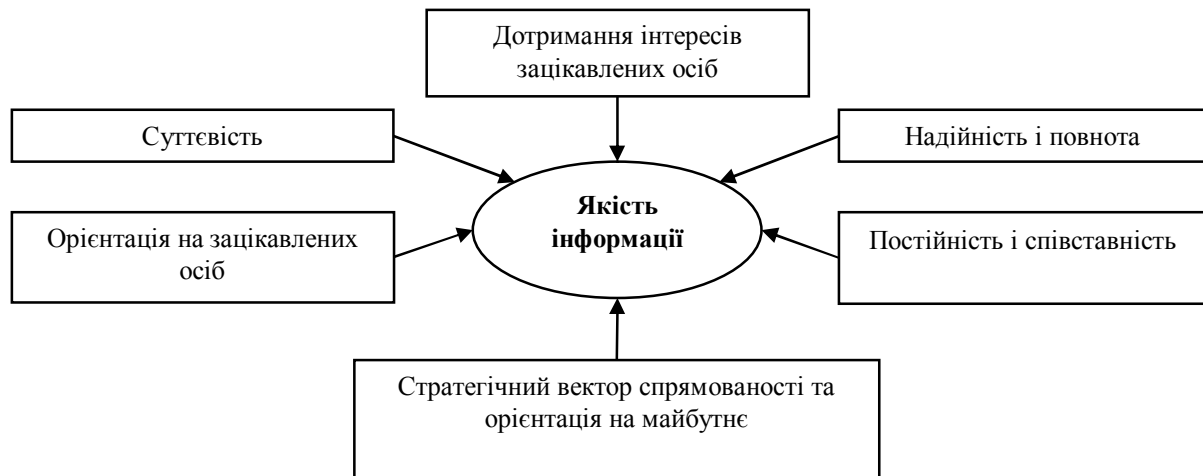 Дотримання інтересів
зацікавлених осіб
Суттєвість
Надійність і повнота
Якість
інформації
Орієнтація на зацікавлених
осіб
Постійність і співставність
Стратегічний вектор спрямованості та
орієнтація на майбутнє